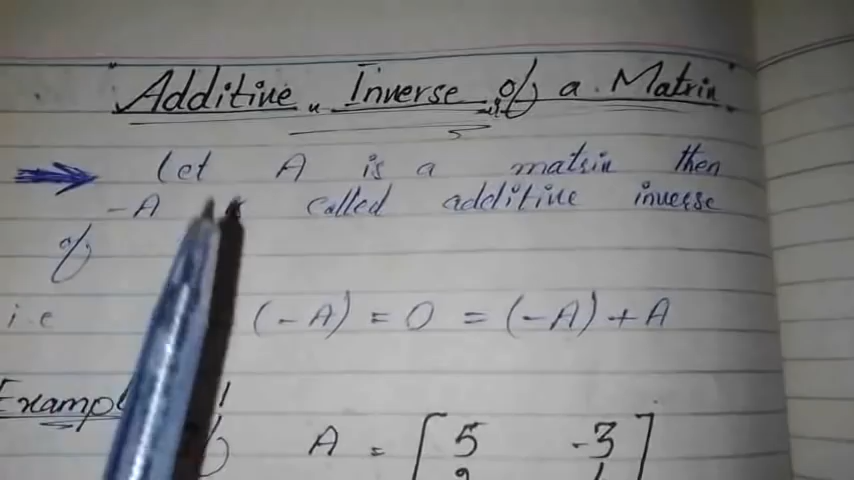 Additive Inverse of a Matrix
Let A is a matrix then
-A called additive inverse
of
i.e (-A) = 0 = (-A) + A
Exampl
A = [ 5 -3 ]